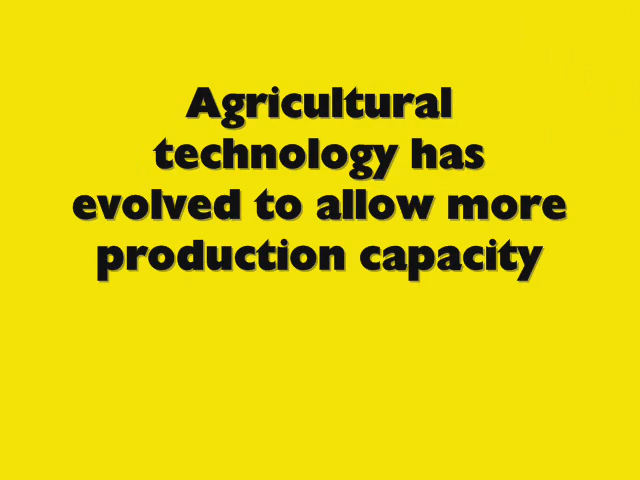 Agricultural
technology has
evolved to allow more
production capacity